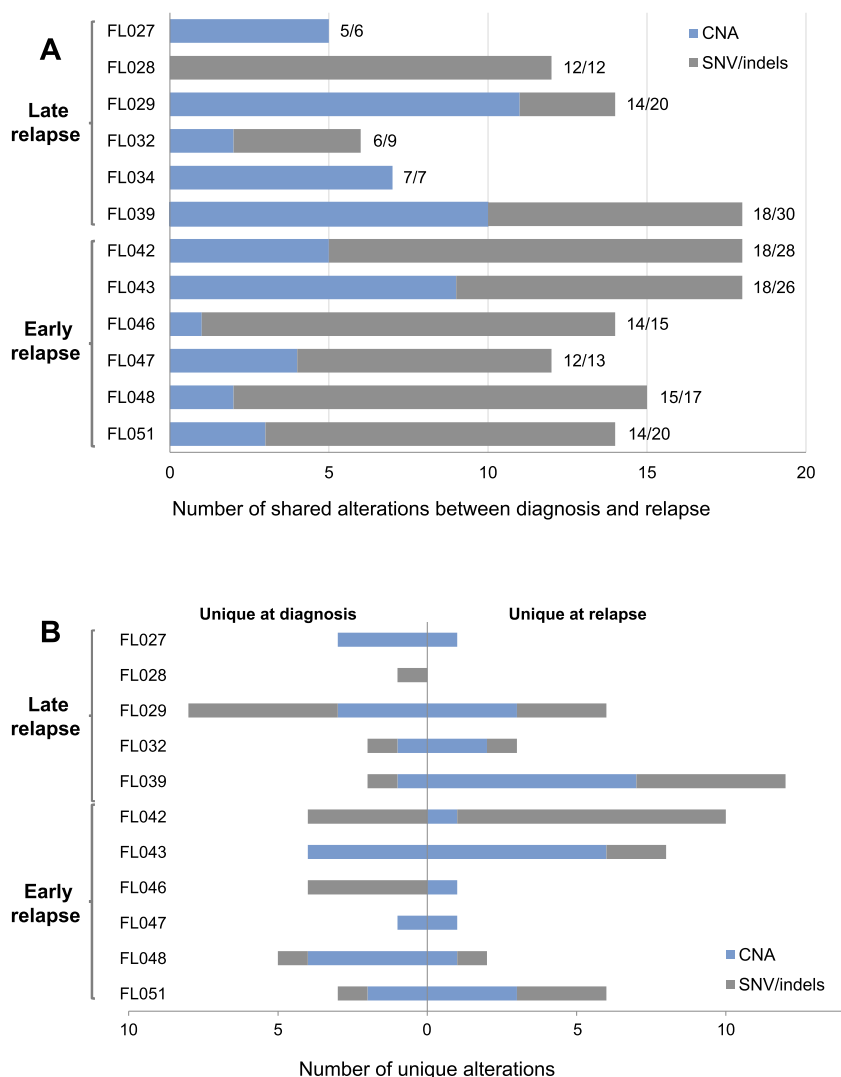 A
CNA
SNV/indels
Late
relapse
Early
relapse
FL027 5/6
FL028 12/12
FL029 14/20
FL032 6/9
FL034 7/7
FL039 18/30
FL042 18/28
FL043 18/26
FL046 14/15
FL047 12/13
FL048 15/17
FL051 14/20
0 5 10 15 20
Number of shared alterations between diagnosis and relapse
B
Unique at diagnosis Unique at relapse
Late
relapse
Early
relapse
FL027
FL028
FL029
FL032
FL039
FL042
FL043
FL046
FL047
FL048
FL051
CNA
SNV/indels
10 5 0 5 10
Number of unique alterations